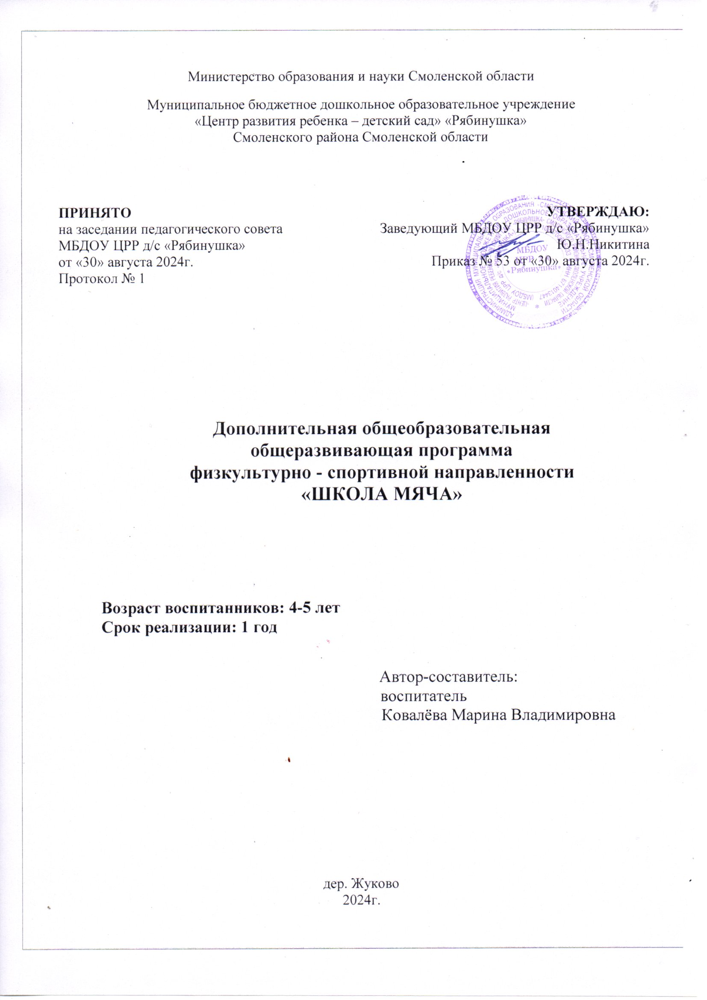 Министерство образования и науки Смоленской области
Муниципальное бюджетное дошкольное образовательное учреждение
«Центр развития ребенка – детский сад» «Рябинушка»
Смоленского района Смоленской области
ПРИНЯТО
на заседании педагогического совета
МБДОУ ЦРР д/с «Рябинушка»
от «30» августа 2024г.
Протокол № 1
УТВЕРЖДАЮ:
Заведующий МБДОУ ЦРР д/с «Рябинушка»
Ю.Н.Никитина
Приказ № 53 от «30» августа 2024г.
МБДОУ
ЦРР д/с
«Рябинушка»
ИНН 6714013447
Дополнительная общеобразовательная
общеразвивающая программа
физкультурно - спортивной направленности
«ШКОЛА МЯЧА»
Возраст воспитанников: 4-5 лет
Срок реализации: 1 год
Автор-составитель:
воспитатель
Ковалёва Марина Владимировна
дер. Жуково
2024г.